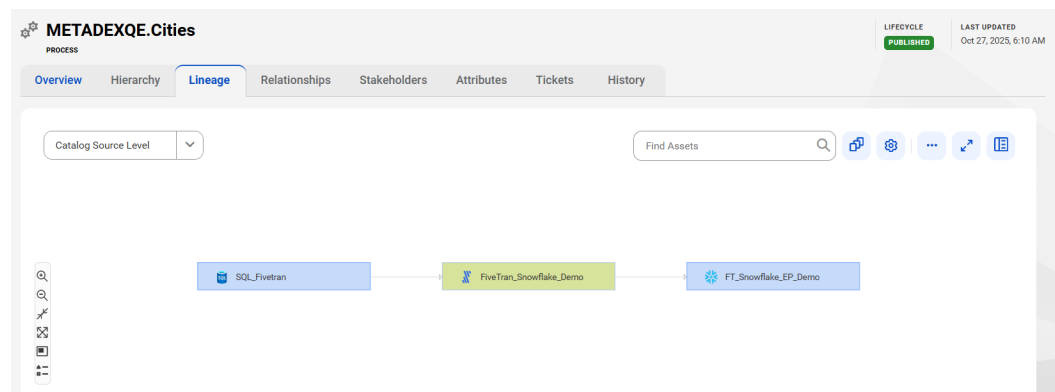 METADEXQE.Cities
PROCESS
LIFECYCLE
PUBLISHED
LAST UPDATED
Oct 27, 2025, 6:10 AM
Overview
Hierarchy
Lineage
Relationships
Stakeholders
Attributes
Tickets
History
Catalog Source Level
Find Assets
SQL_Fivetran
FiveTran_Snowflake_Demo
FT_Snowflake_EP_Demo